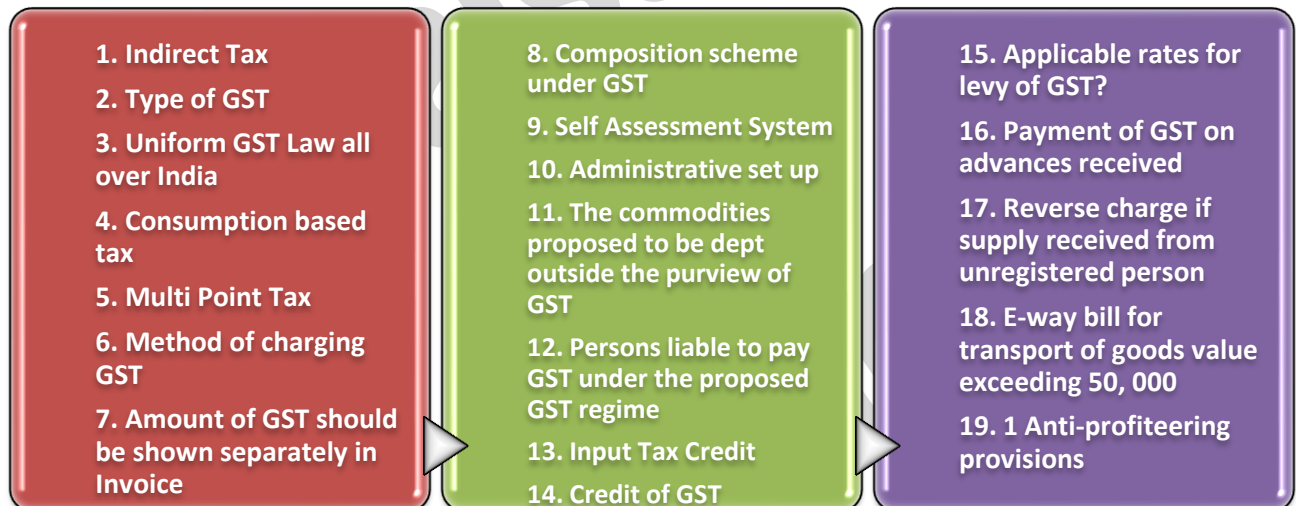 1. Indirect Tax
2. Type of GST
3. Uniform GST Law all
over India
4. Consumption based
tax
5. Multi Point Tax
6. Method of charging
GST
7. Amount of GST should
be shown separately in
Invoice
8. Composition scheme
under GST
9. Self Assessment System
10. Administrative set up
11. The commodities
proposed to be dept
outside the purview of
GST
12. Persons liable to pay
GST under the proposed
GST regime
13. Input Tax Credit
14. Credit of GST
15. Applicable rates for
levy of GST?
16. Payment of GST on
advances received
17. Reverse charge if
supply received from
unregistered person
18. E-way bill for
transport of goods value
exceeding 50, 000
19. 1 Anti-profiteering
provisions